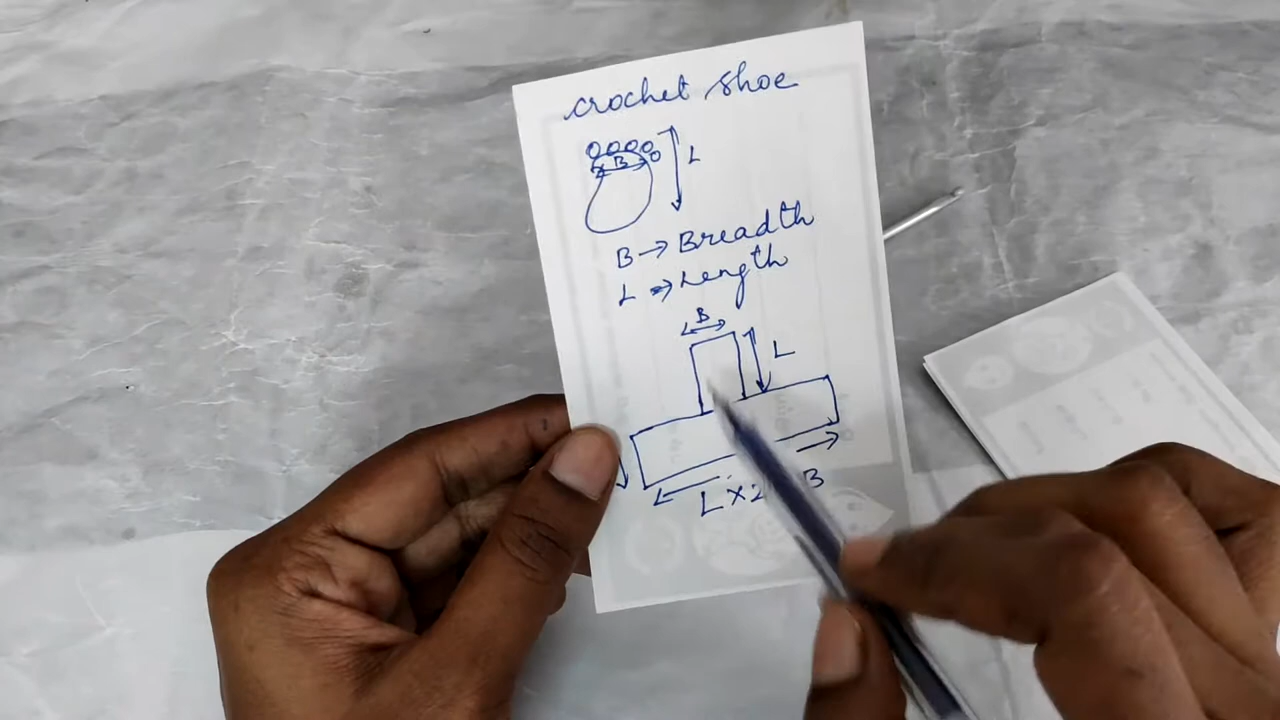 crochet shoe
B
L
B → Breadth
L → Length
B
L
L × 2 B